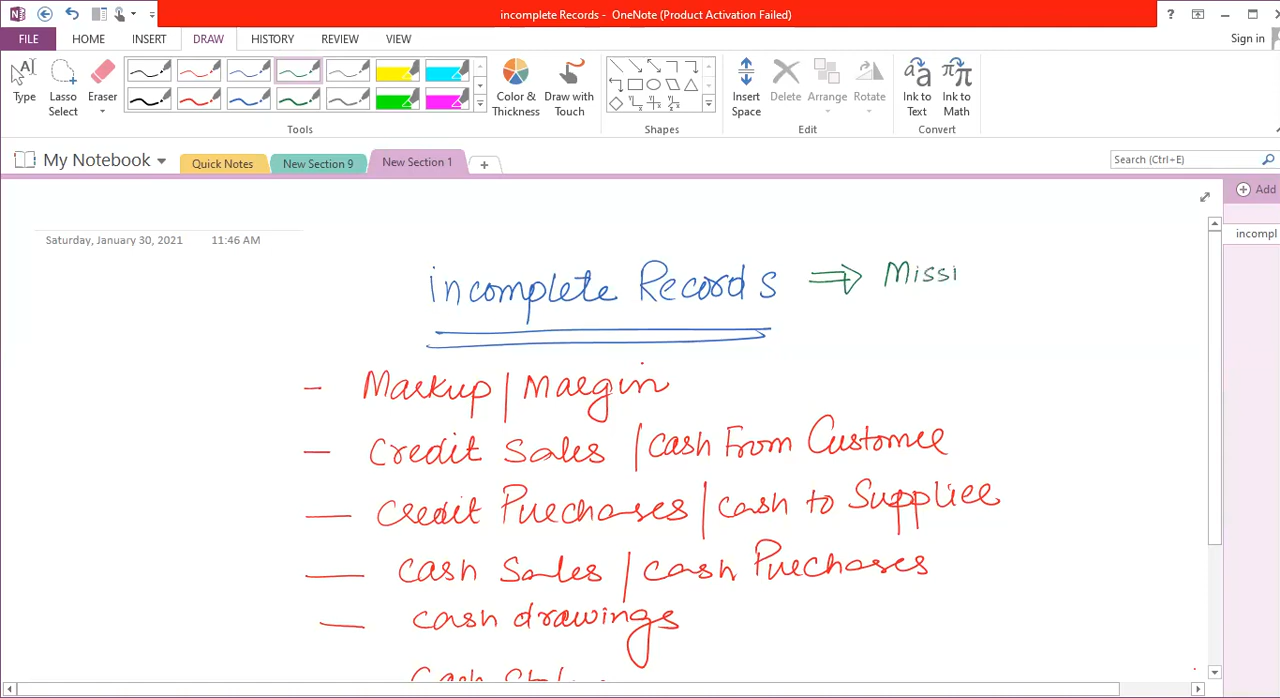 incomplete Records - OneNote (Product Activation Failed)
?
Sign in
FILE HOME INSERT DRAW HISTORY REVIEW VIEW
Type
Lasso Select
Eraser
Color & Thickness
Draw with Touch
Insert Space
Delete
Arrange
Rotate
Ink to Text
Ink to Math
Tools
Shapes
Edit
Convert
My Notebook
Quick Notes
New Section 9
New Section 1
Search (Ctrl+E)
Add
incompl
Saturday, January 30, 2021 11:46 AM
incomplete Records ⇒ Missi
- Markup | Margin
- Credit Sales | Cash From Customer
- Credit Purchases | Cash to Supplier
- Cash Sales | Cash Purchases
- Cash drawings